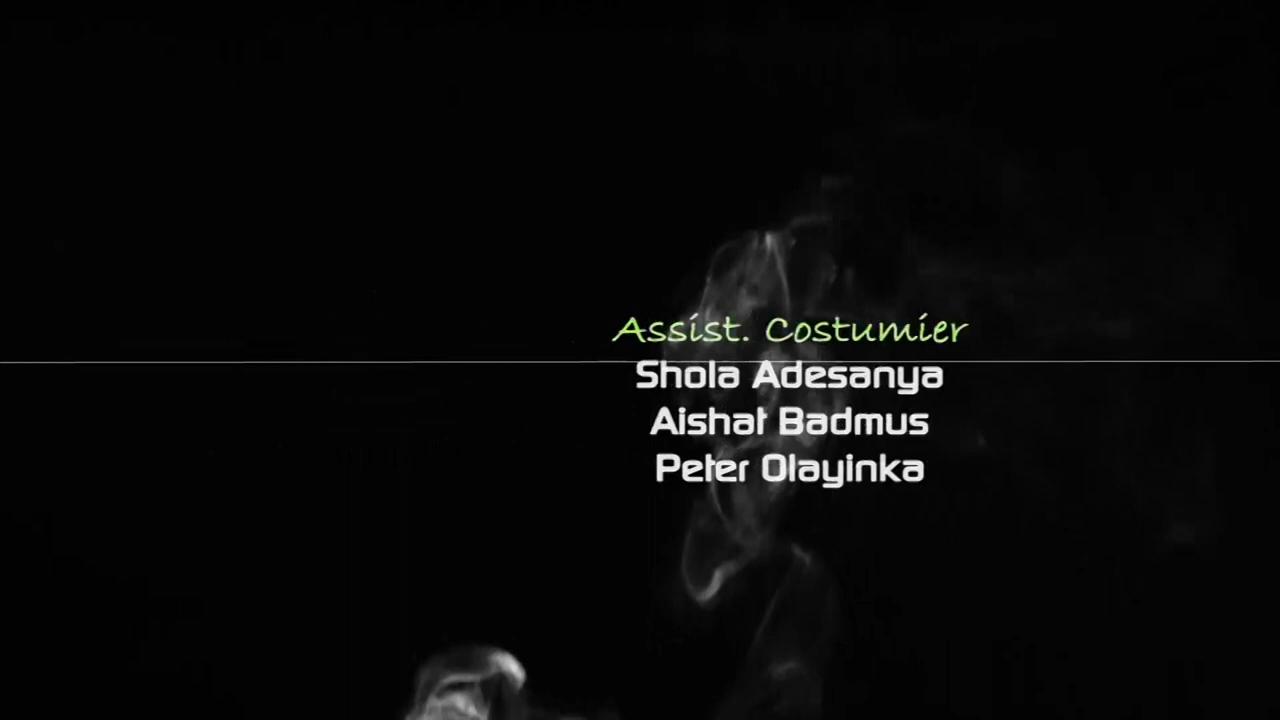 Assist. Costumier
Shola Adesanya
Aishat Badmus
Peter Olayinka